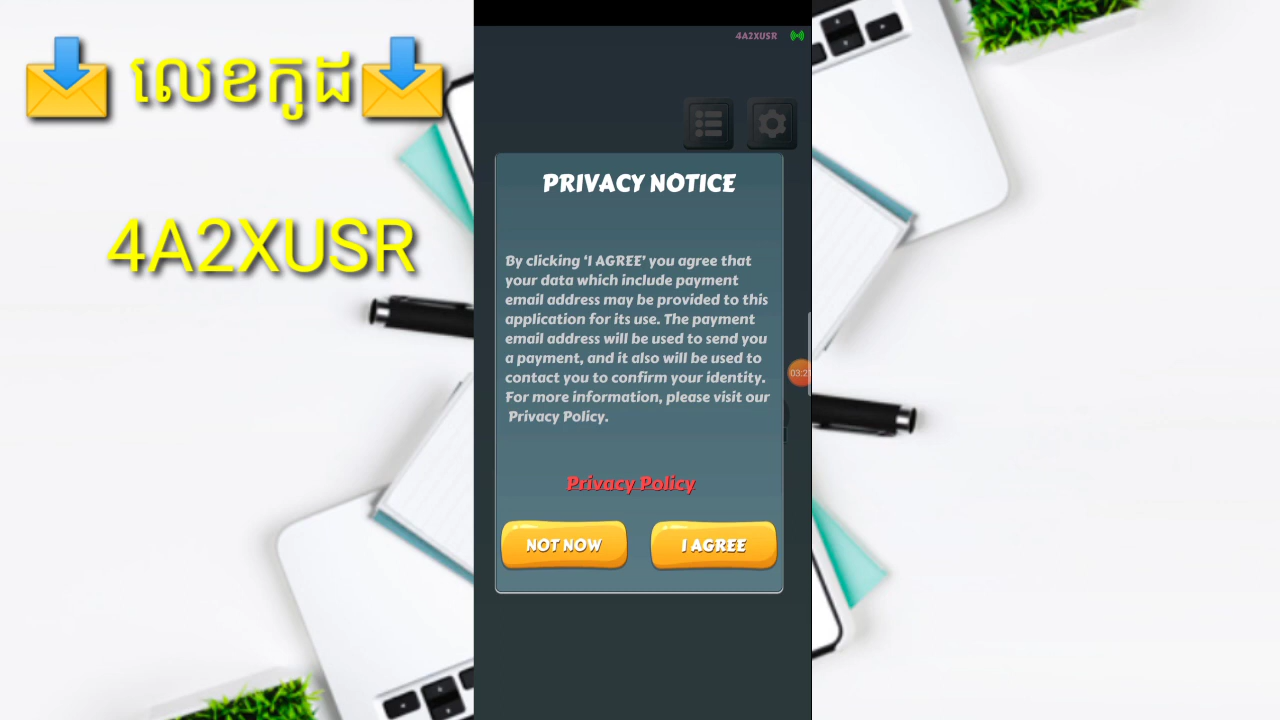 លេខកូដ
4A2XUSR
4A2XUSR
PRIVACY NOTICE
By clicking ‘I AGREE’ you agree that
your data which include payment
email address may be provided to this
application for its use. The payment
email address will be used to send you
a payment, and it also will be used to
contact you to confirm your identity.
For more information, please visit our
Privacy Policy.
Privacy Policy
NOT NOW
I AGREE